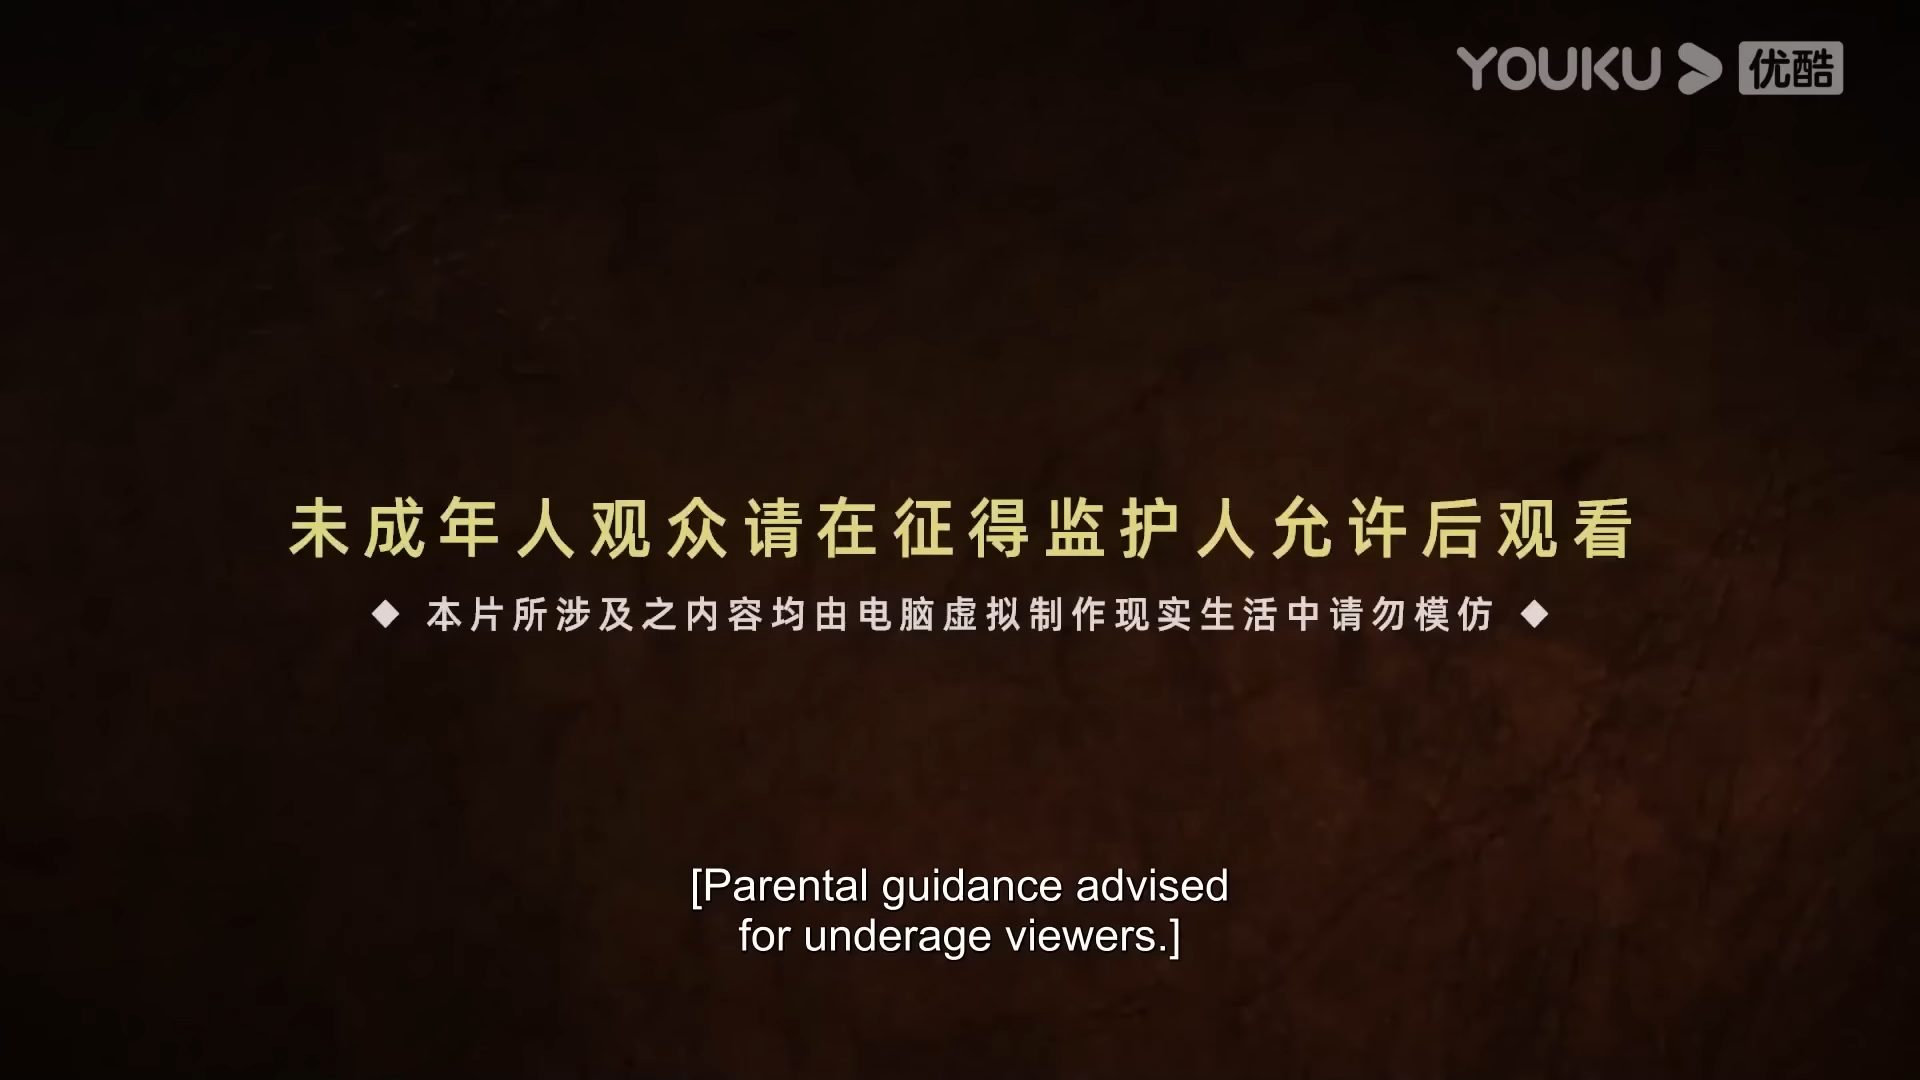 YOUKU 优酷
未成年人观众请在征得监护人允许后观看
◆ 本片所涉及之内容均由电脑虚拟制作现实生活中请勿模仿 ◆
[Parental guidance advised
for underage viewers.]